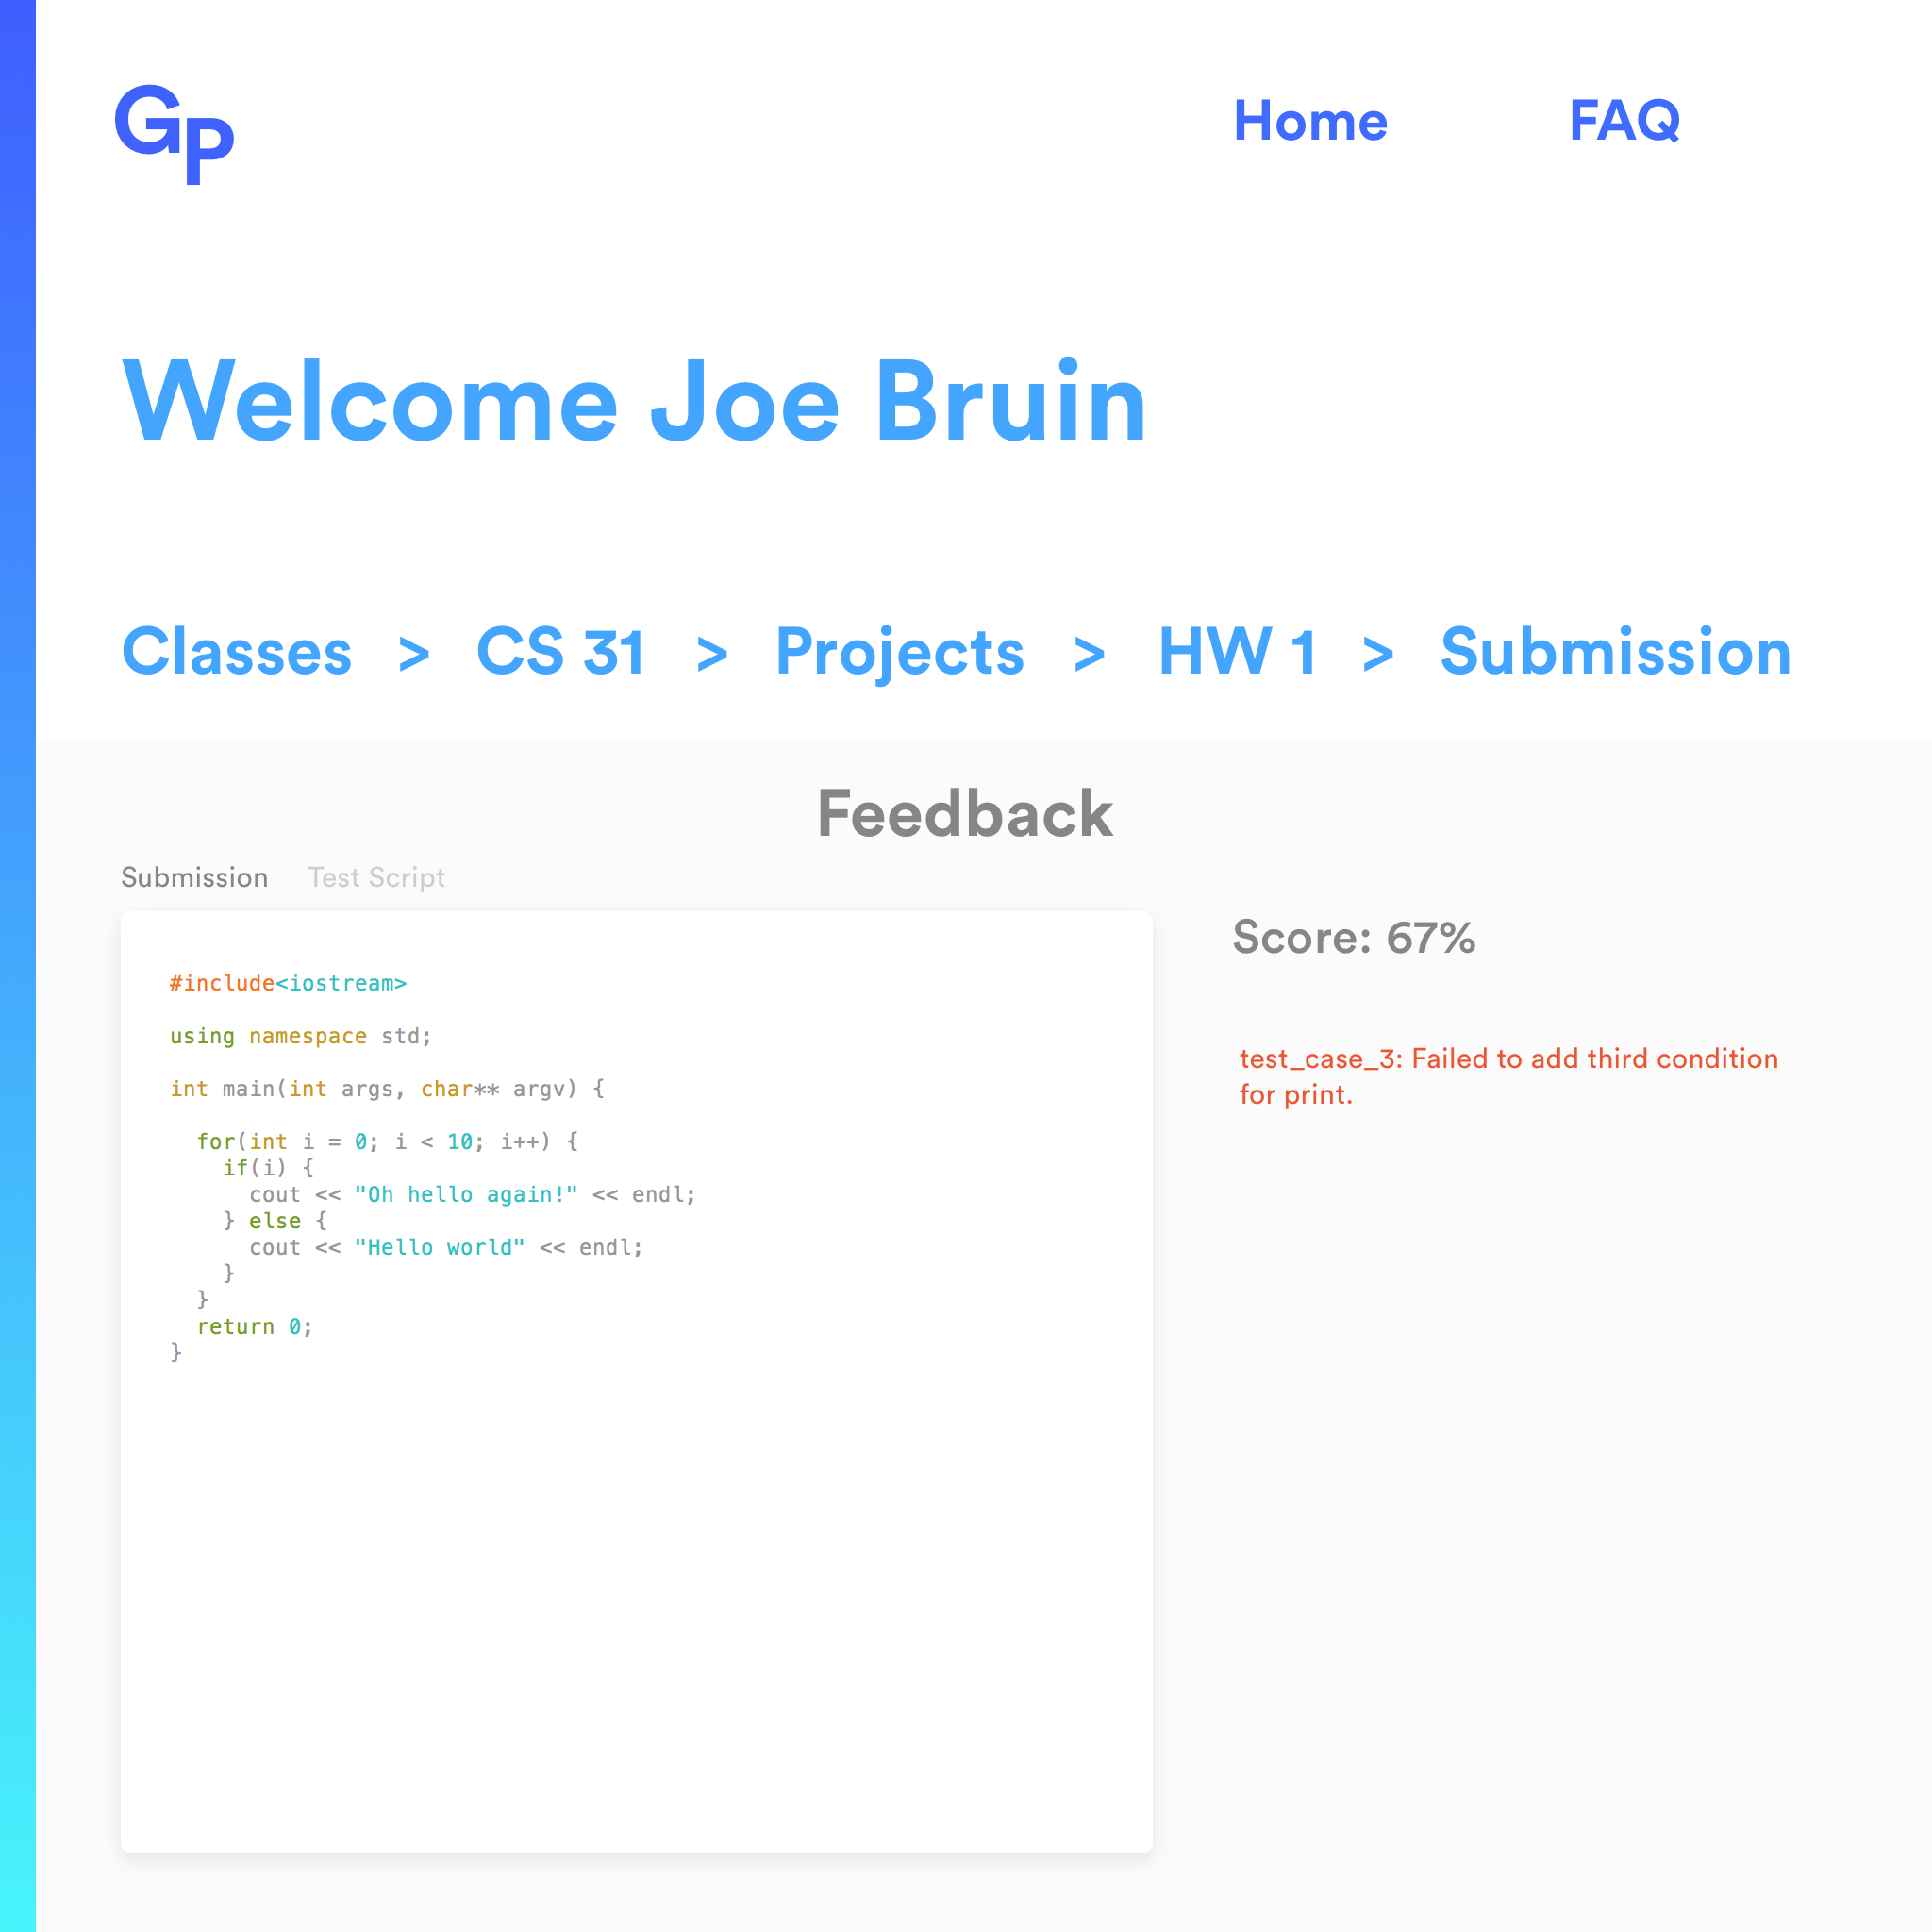 GP
Home FAQ
Welcome Joe Bruin
Classes > CS 31 > Projects > HW 1 > Submission
Feedback
Submission Test Script
#include<iostream>
using namespace std;
int main(int args, char** argv) {
for(int i = 0; i < 10; i++) {
if(i) {
cout << "Oh hello again!" << endl;
} else {
cout << "Hello world" << endl;
}
}
return 0;
}
Score: 67%
test_case_3: Failed to add third condition
for print.